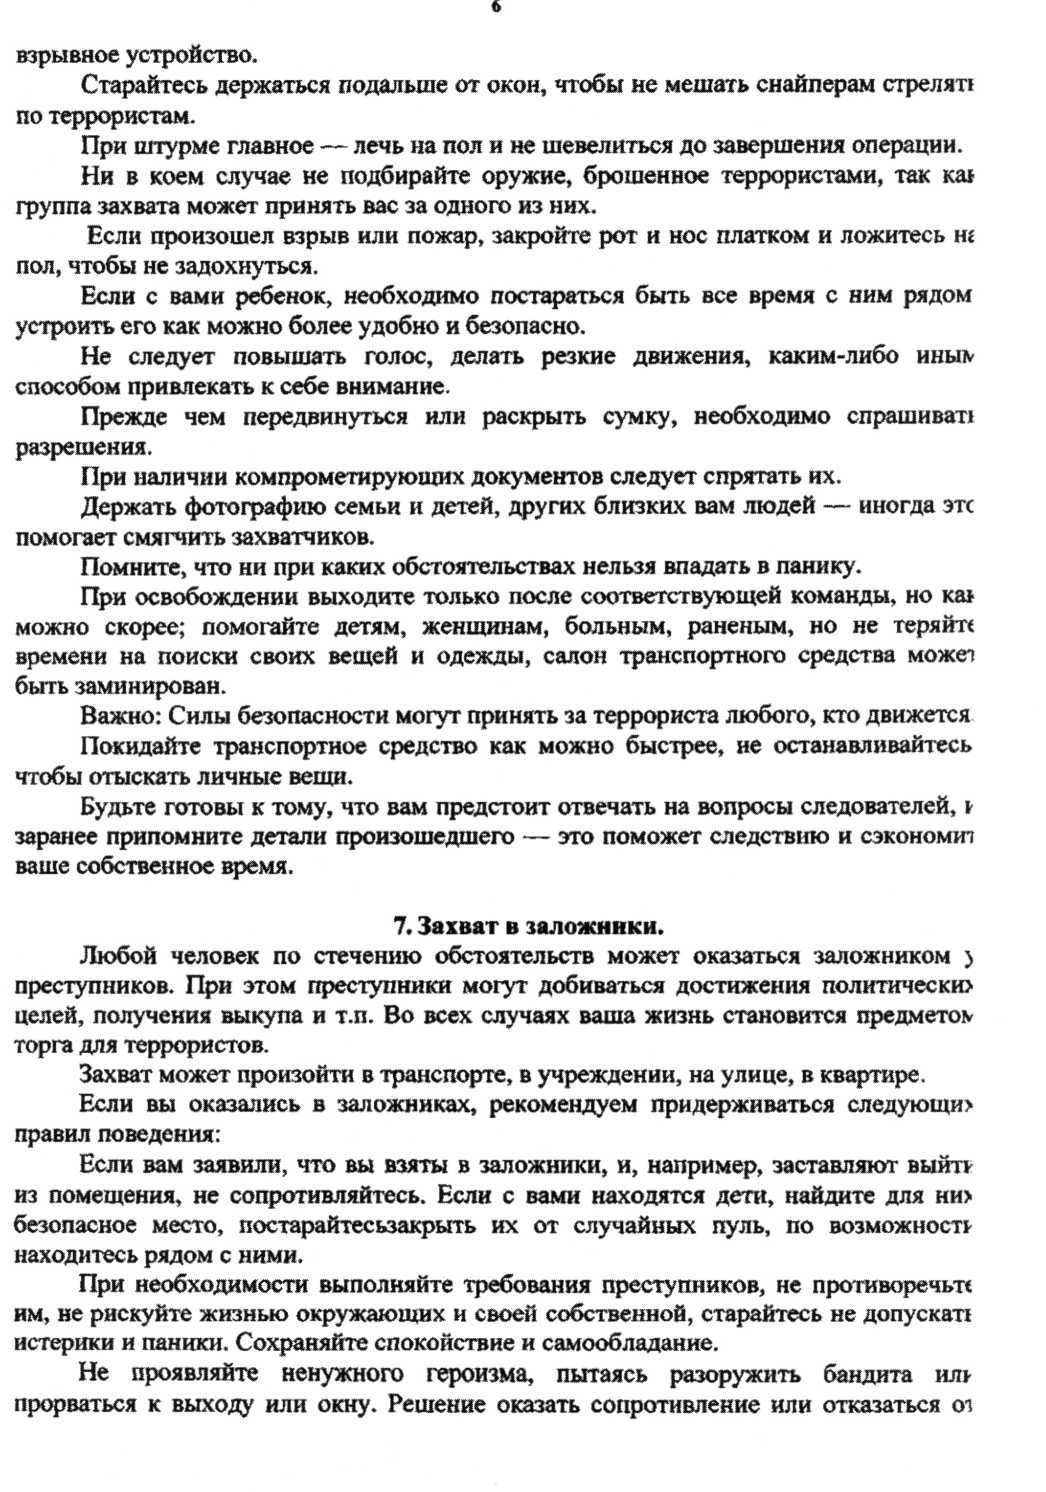 6
взрывное устройство.
Старайтесь держаться подальше от окон, чтобы не мешать снайперам стрелять
по террористам.
При штурме главное — лечь на пол и не шевелиться до завершения операции.
Ни в коем случае не подбирайте оружие, брошенное террористами, так как
группа захвата может принять вас за одного из них.
Если произошел взрыв или пожар, закройте рот и нос платком и ложитесь на
пол, чтобы не задохнуться.
Если с вами ребенок, необходимо постараться быть все время с ним рядом
устроить его как можно более удобно и безопасно.
Не следует повышать голос, делать резкие движения, каким-либо иным
способом привлекать к себе внимание.
Прежде чем передвинуться или раскрыть сумку, необходимо спрашивать
разрешения.
При наличии компрометирующих документов следует спрятать их.
Держать фотографию семьи и детей, других близких вам людей — иногда это
помогает смягчить захватчиков.
Помните, что ни при каких обстоятельствах нельзя впадать в панику.
При освобождении выходите только после соответствующей команды, но как
можно скорее; помогайте детям, женщинам, больным, раненым, но не теряйте
времени на поиски своих вещей и одежды, салон транспортного средства может
быть заминирован.
Важно: Силы безопасности могут принять за террориста любого, кто движется
Покидайте транспортное средство как можно быстрее, не останавливайтесь
чтобы отыскать личные вещи.
Будьте готовы к тому, что вам предстоит отвечать на вопросы следователей, и
заранее припомните детали произошедшего — это поможет следствию и сэкономит
ваше собственное время.
7. Захват в заложники.
Любой человек по стечению обстоятельств может оказаться заложником у
преступников. При этом преступники могут добиваться достижения политических
целей, получения выкупа и т.п. Во всех случаях ваша жизнь становится предметом
торга для террористов.
Захват может произойти в транспорте, в учреждении, на улице, в квартире.
Если вы оказались в заложниках, рекомендуем придерживаться следующих
правил поведения:
Если вам заявили, что вы взяты в заложники, и, например, заставляют выйти
из помещения, не сопротивляйтесь. Если с вами находятся дети, найдите для них
безопасное место, постарайтесьзакрыть их от случайных пуль, по возможности
находитесь рядом с ними.
При необходимости выполняйте требования преступников, не противоречьте
им, не рискуйте жизнью окружающих и своей собственной, старайтесь не допускать
истерики и паники. Сохраняйте спокойствие и самообладание.
Не проявляйте ненужного героизма, пытаясь разоружить бандита или
прорваться к выходу или окну. Решение оказать сопротивление или отказаться от